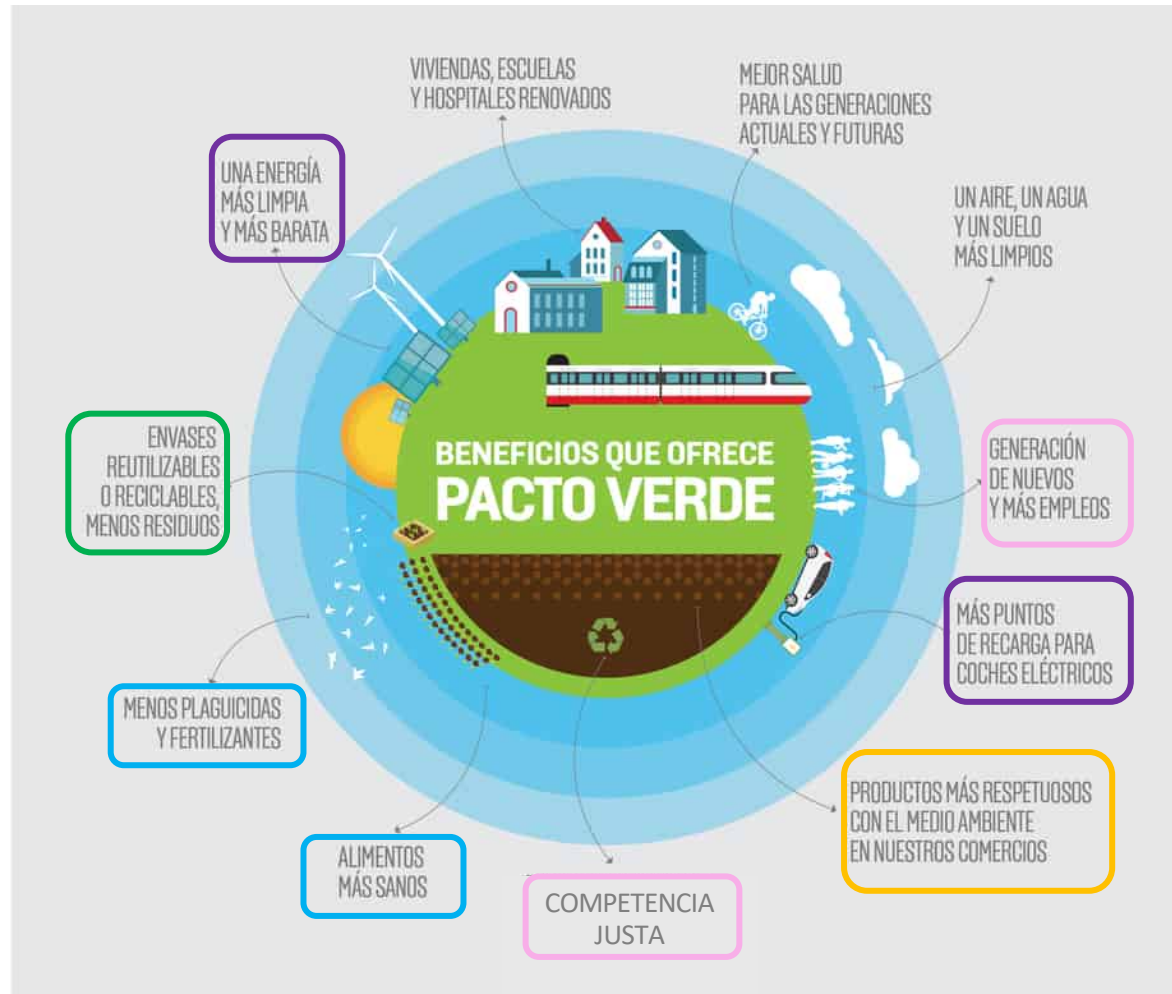 VIVIENDAS, ESCUELAS
Y HOSPITALES RENOVADOS
MEJOR SALUD
PARA LAS GENERACIONES
ACTUALES Y FUTURAS
UNA ENERGÍA
MÁS LIMPIA
Y MÁS BARATA
UN AIRE, UN AGUA
Y UN SUELO
MÁS LIMPIOS
ENVASES
REUTILIZABLES
O RECICLABLES,
MENOS RESIDUOS
BENEFICIOS QUE OFRECE
PACTO VERDE
GENERACIÓN
DE NUEVOS
Y MÁS EMPLEOS
MÁS PUNTOS
DE RECARGA PARA
COCHES ELÉCTRICOS
MENOS PLAGUICIDAS
Y FERTILIZANTES
PRODUCTOS MÁS RESPETUOSOS
CON EL MEDIO AMBIENTE
EN NUESTROS COMERCIOS
ALIMENTOS
MÁS SANOS
COMPETENCIA
JUSTA